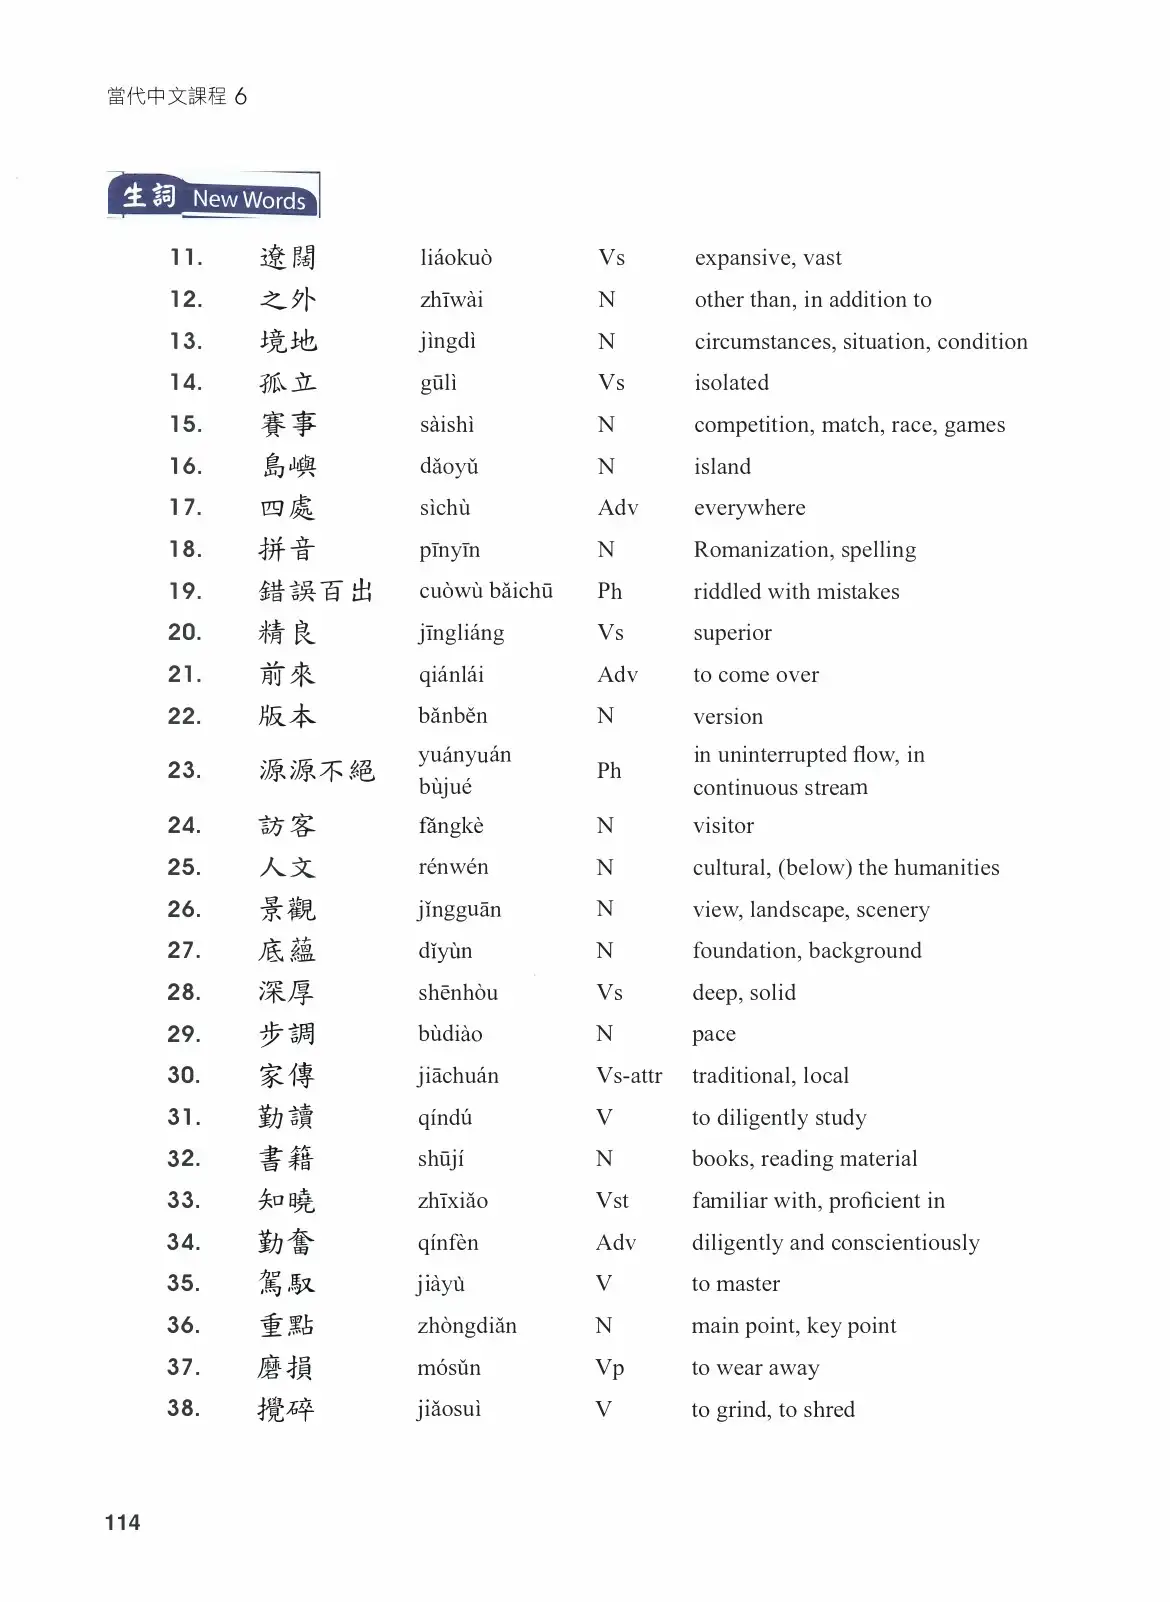 當代中文課程 6
生詞 New Words
11. 遼闊 liáokuò Vs expansive, vast
12. 之外 zhīwài N other than, in addition to
13. 境地 jìngdì N circumstances, situation, condition
14. 孤立 gūlì Vs isolated
15. 賽事 sàishì N competition, match, race, games
16. 島嶼 dǎoyǔ N island
17. 四處 sìchù Adv everywhere
18. 拼音 pīnyīn N Romanization, spelling
19. 錯誤百出 cuòwù bǎichū Ph riddled with mistakes
20. 精良 jīngliáng Vs superior
21. 前來 qiánlái Adv to come over
22. 版本 bǎnběn N version
23. 源源不絕 yuányuán bùjué Ph in uninterrupted flow, in continuous stream
24. 訪客 fǎngkè N visitor
25. 人文 rénwén N cultural, (below) the humanities
26. 景觀 jǐngguān N view, landscape, scenery
27. 底蘊 dǐyùn N foundation, background
28. 深厚 shēnhòu Vs deep, solid
29. 步調 bùdiào N pace
30. 家傳 jiāchuán Vs-attr traditional, local
31. 勤讀 qíndú V to diligently study
32. 書籍 shūjí N books, reading material
33. 知曉 zhīxiǎo Vst familiar with, proficient in
34. 勤奮 qínfèn Adv diligently and conscientiously
35. 駕馭 jiàyù V to master
36. 重點 zhòngdiǎn N main point, key point
37. 磨損 mósǔn Vp to wear away
38. 攪碎 jiǎosuì V to grind, to shred
114